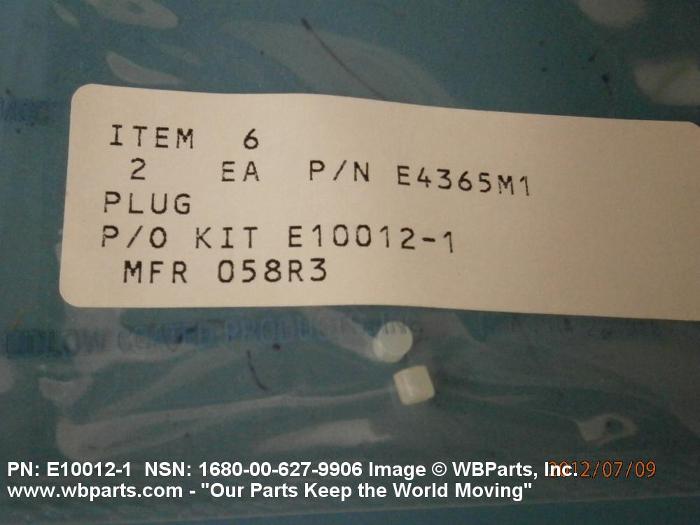 ITEM 6
2 EA P/N E4365M1
PLUG
P/O KIT E10012-1
MFR 058R3
PN: E10012-1 NSN: 1680-00-627-9906 Image © WBParts, Inc.
2012/07/09
www.wbparts.com - "Our Parts Keep the World Moving"